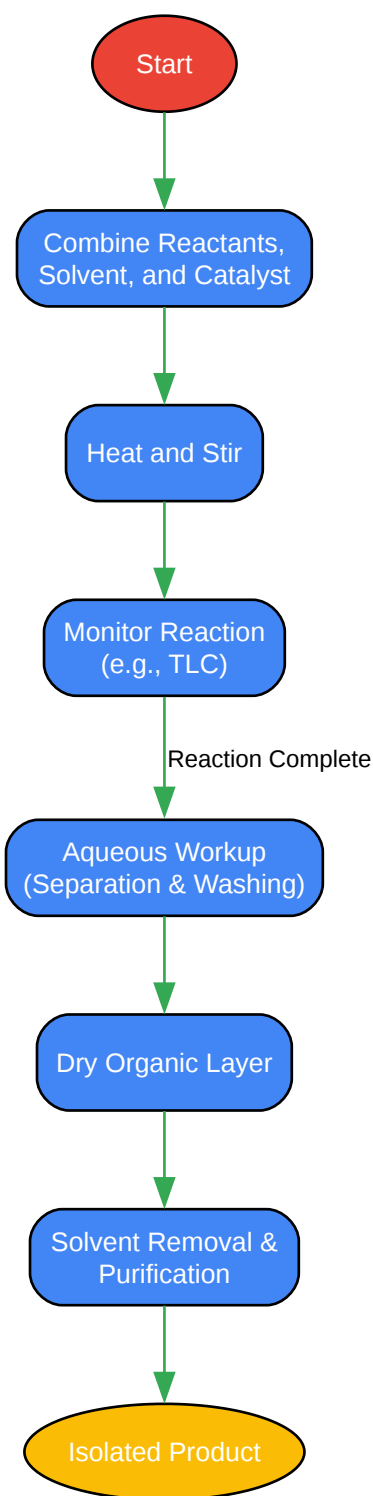 Start
Combine Reactants,
Solvent, and Catalyst
Heat and Stir
Monitor Reaction
(e.g., TLC)
Reaction Complete
Aqueous Workup
(Separation & Washing)
Dry Organic Layer
Solvent Removal &
Purification
Isolated Product